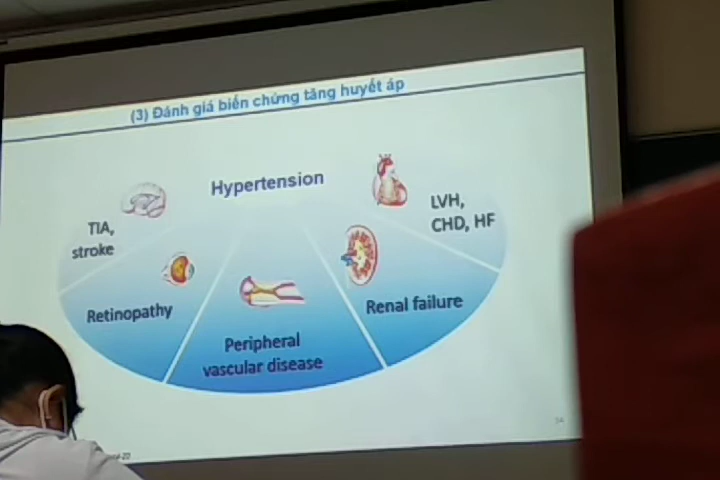 (3) Đánh giá biến chứng tăng huyết áp
Hypertension
TIA,
stroke
LVH,
CHD, HF
Retinopathy
Renal failure
Peripheral
vascular disease